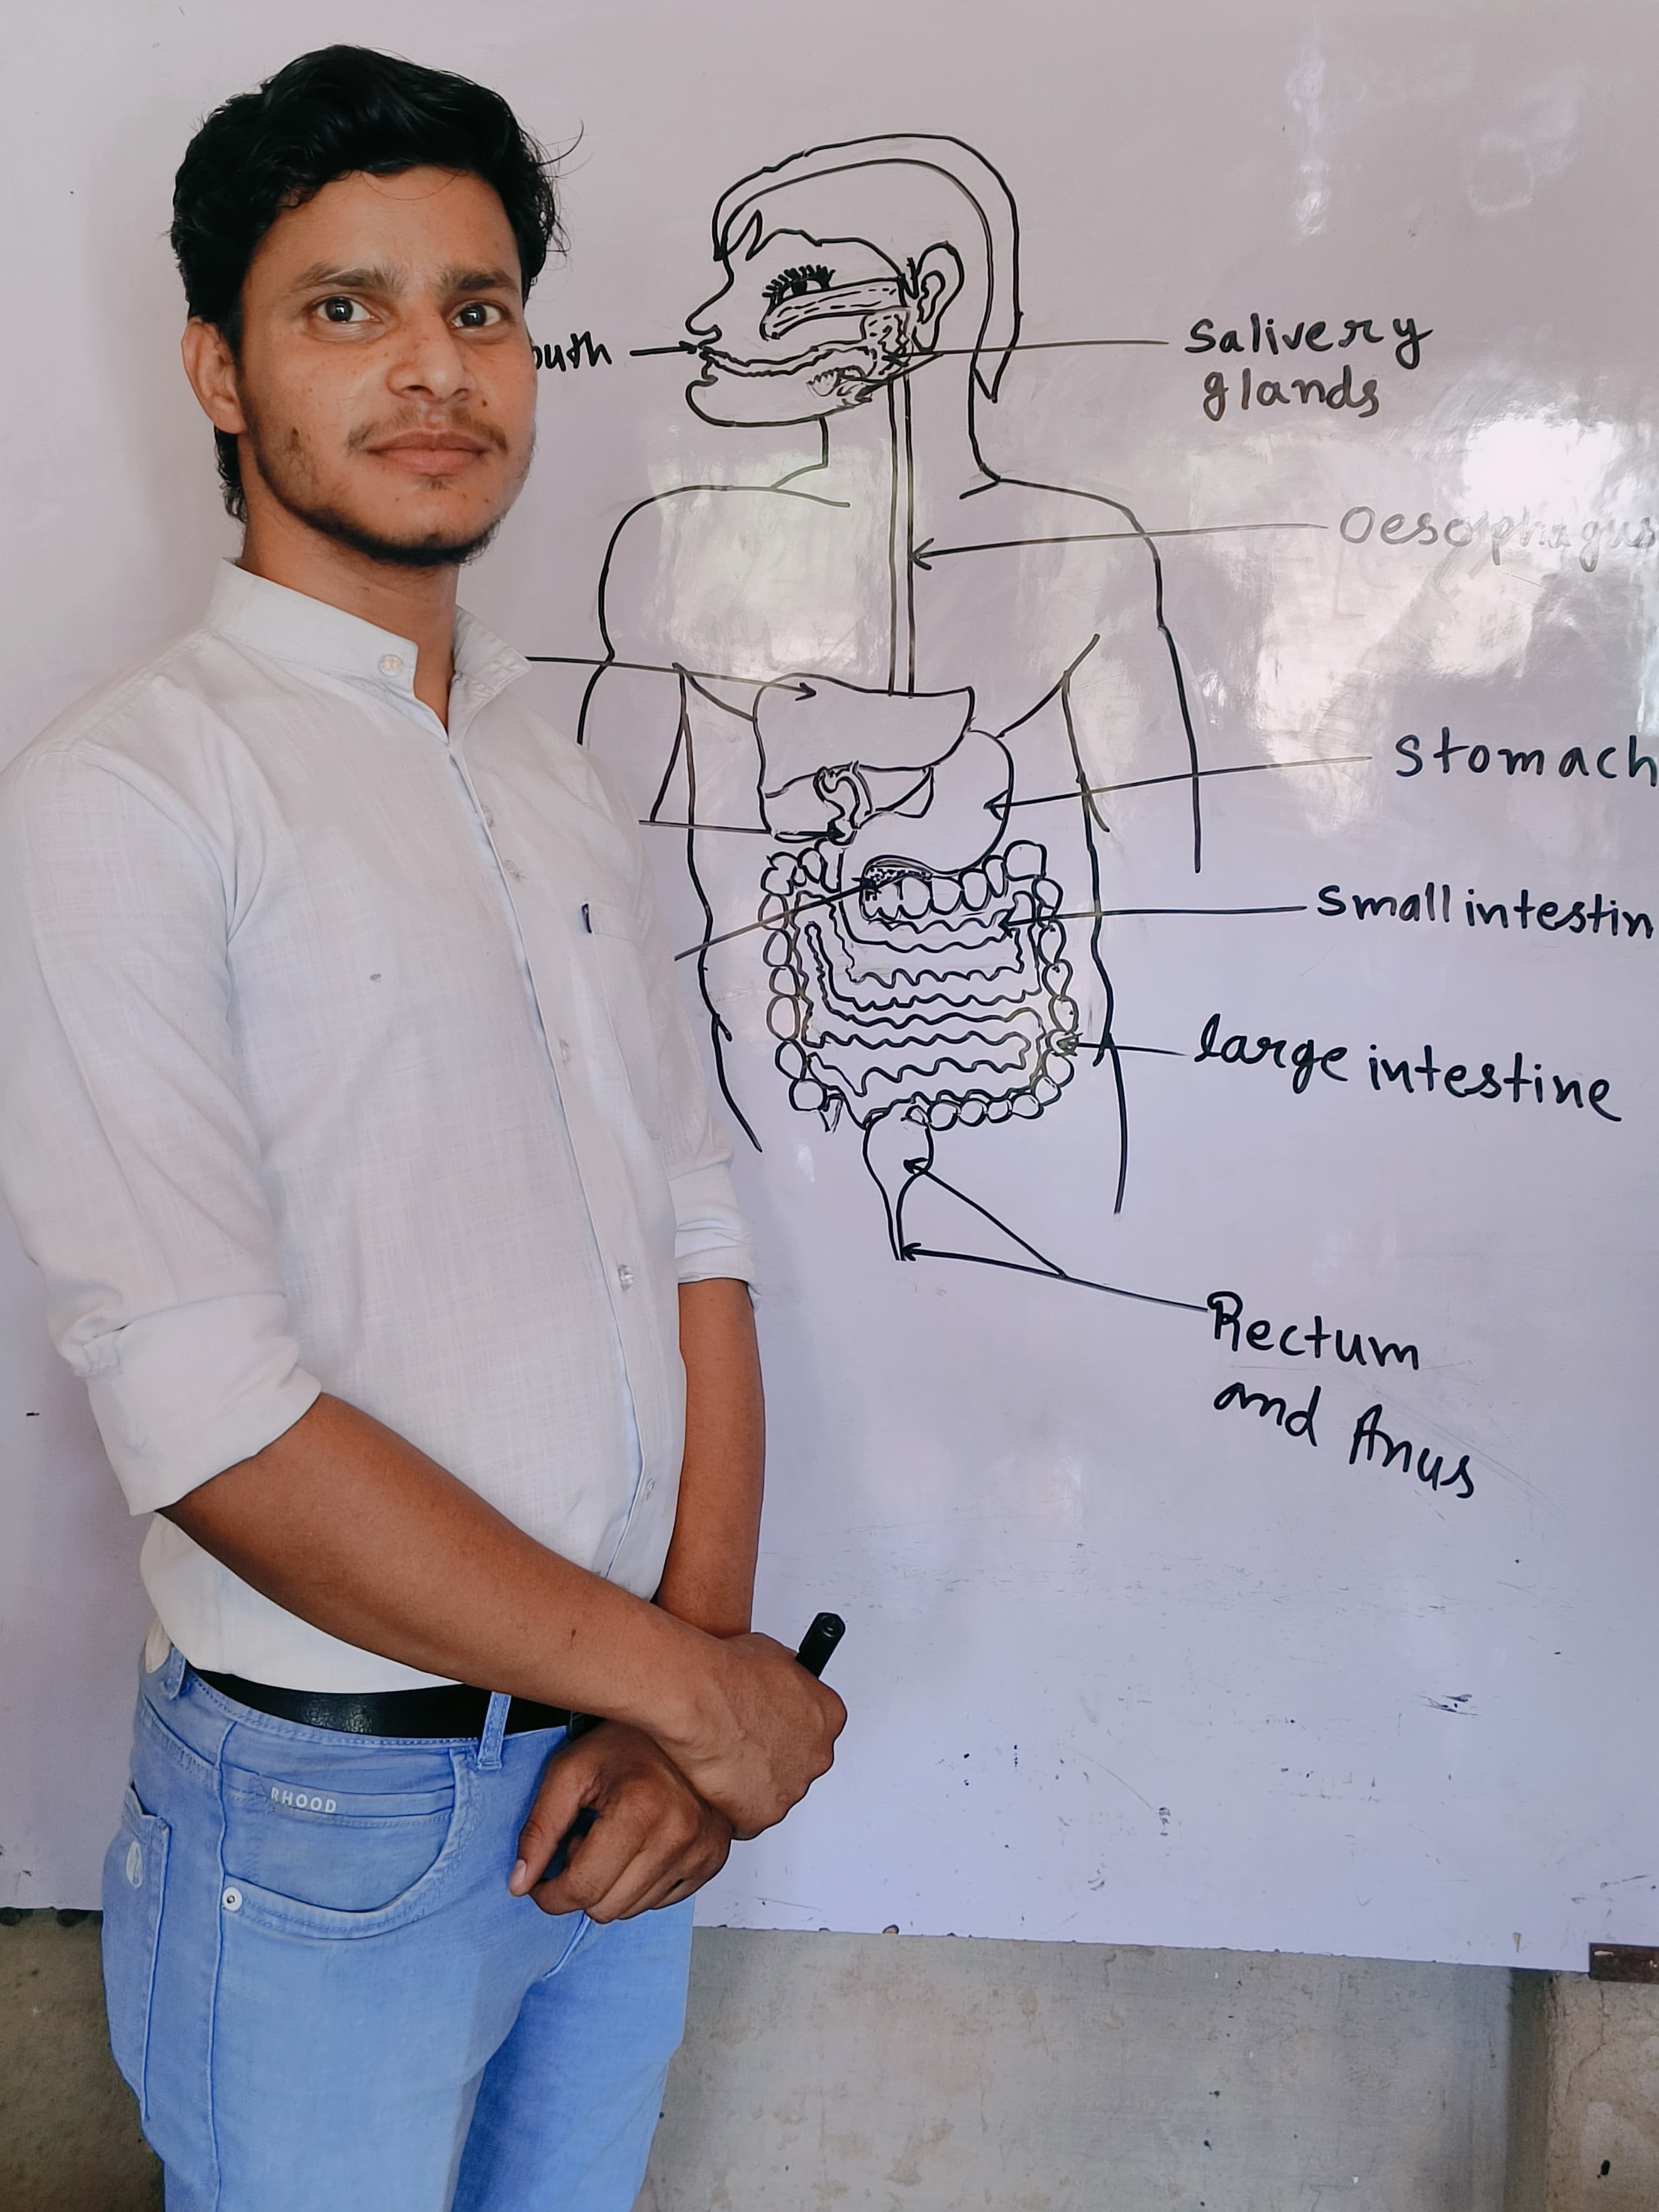 outh
Salivery
glands
Oesophagus
Stomach
Small intestin
large intestine
Rectum
and Anus
RHOOD